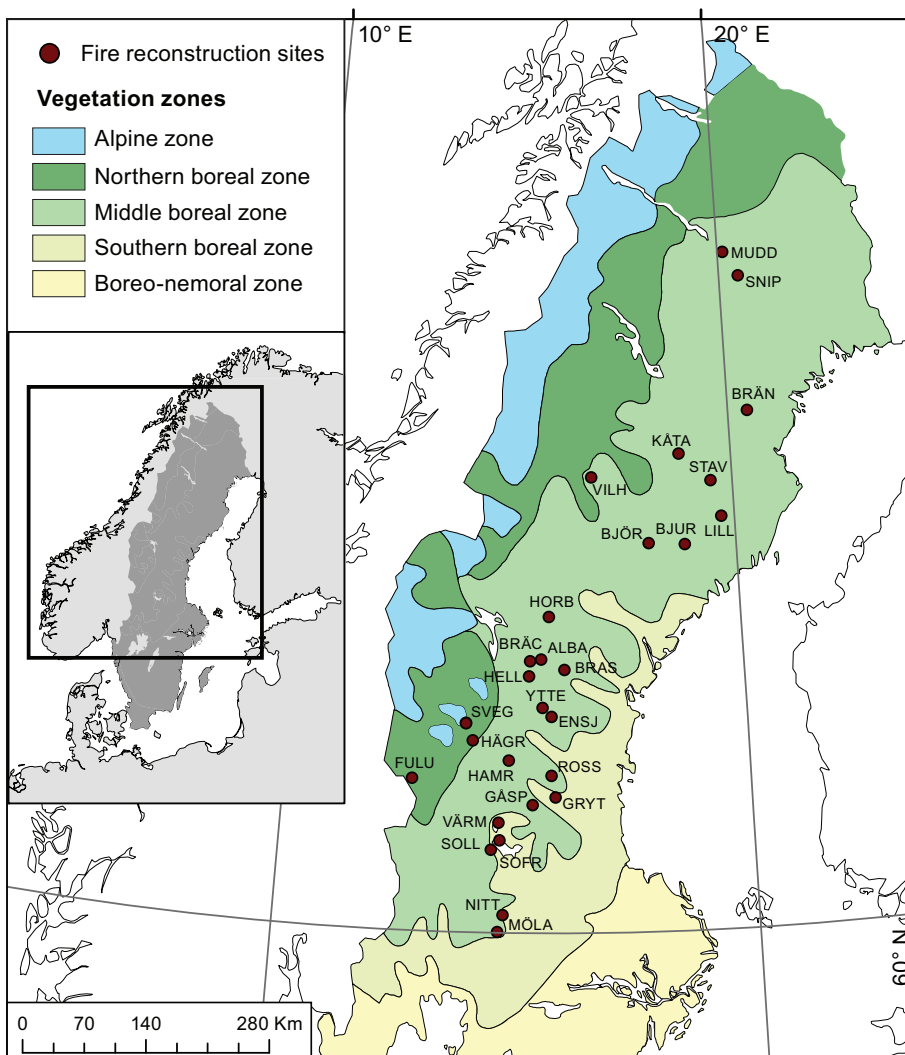 10° E
20° E
Fire reconstruction sites
Vegetation zones
Alpine zone
Northern boreal zone
Middle boreal zone
Southern boreal zone
Boreo-nemoral zone
MUDD
SNIP
BRÄN
KÅTA
STAV
VILH
LILL
BJÖR
BJUR
HORB
BRÄC
ALBA
BRAS
HELL
YTTE
ENSJ
SVEG
HÄGR
FULU
HAMR
ROSS
GÅSP
GRYT
VÄRM
SOLL
SOFR
NITT
MÖLA
60° N
0 70 140 280 Km